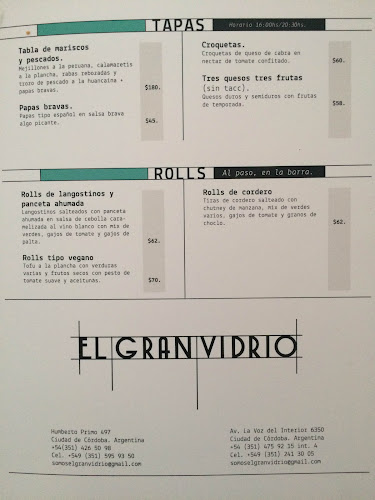 TAPAS Horario 16:00hs/20:30hs.
Tabla de mariscos
y pescados.
Mejillones a la peruana, calamaretis
a la plancha, rabas rebozadas y
trozo de pescado a la huancaína +
papas bravas.
$180.
Papas bravas.
Papas tipo español en salsa brava
algo picante.
$45.
Croquetas.
Croquetas de queso de cabra en
nectar de tomate confitado.
$60.
Tres quesos tres frutas
(sin tacc).
Quesos duros y semiduros con frutas
de temporada.
$58.
ROLLS Al paso, en la barra.
Rolls de langostinos y
panceta ahumada
Langostinos salteados con panceta
ahumada en salsa de cebolla cara-
melizada al vino blanco con mix de
verdes, gajos de tomate y gajos de
palta.
$62.
Rolls tipo vegano
Tofu a la plancha con verduras
varias y frutos secos con pesto de
tomate suave y aceitunas.
$70.
Rolls de cordero
Tiras de cordero salteado con
chutney de manzana, mix de verdes
varios, gajos de tomate y granos de
choclo.
$62.
EL GRAN VIDRIO
Humberto Primo 497
Ciudad de Córdoba, Argentina
+54(351) 426 50 98
Cel. +549 (351) 595 93 50
somoselgranvidrio@gmail.com
Av. La Voz del Interior 6350
Ciudad de Córdoba, Argentina
+54(351) 475 92 15 int. 4
Cel. +549 (351) 241 30 05
somoselgranvidrio@gmail.com